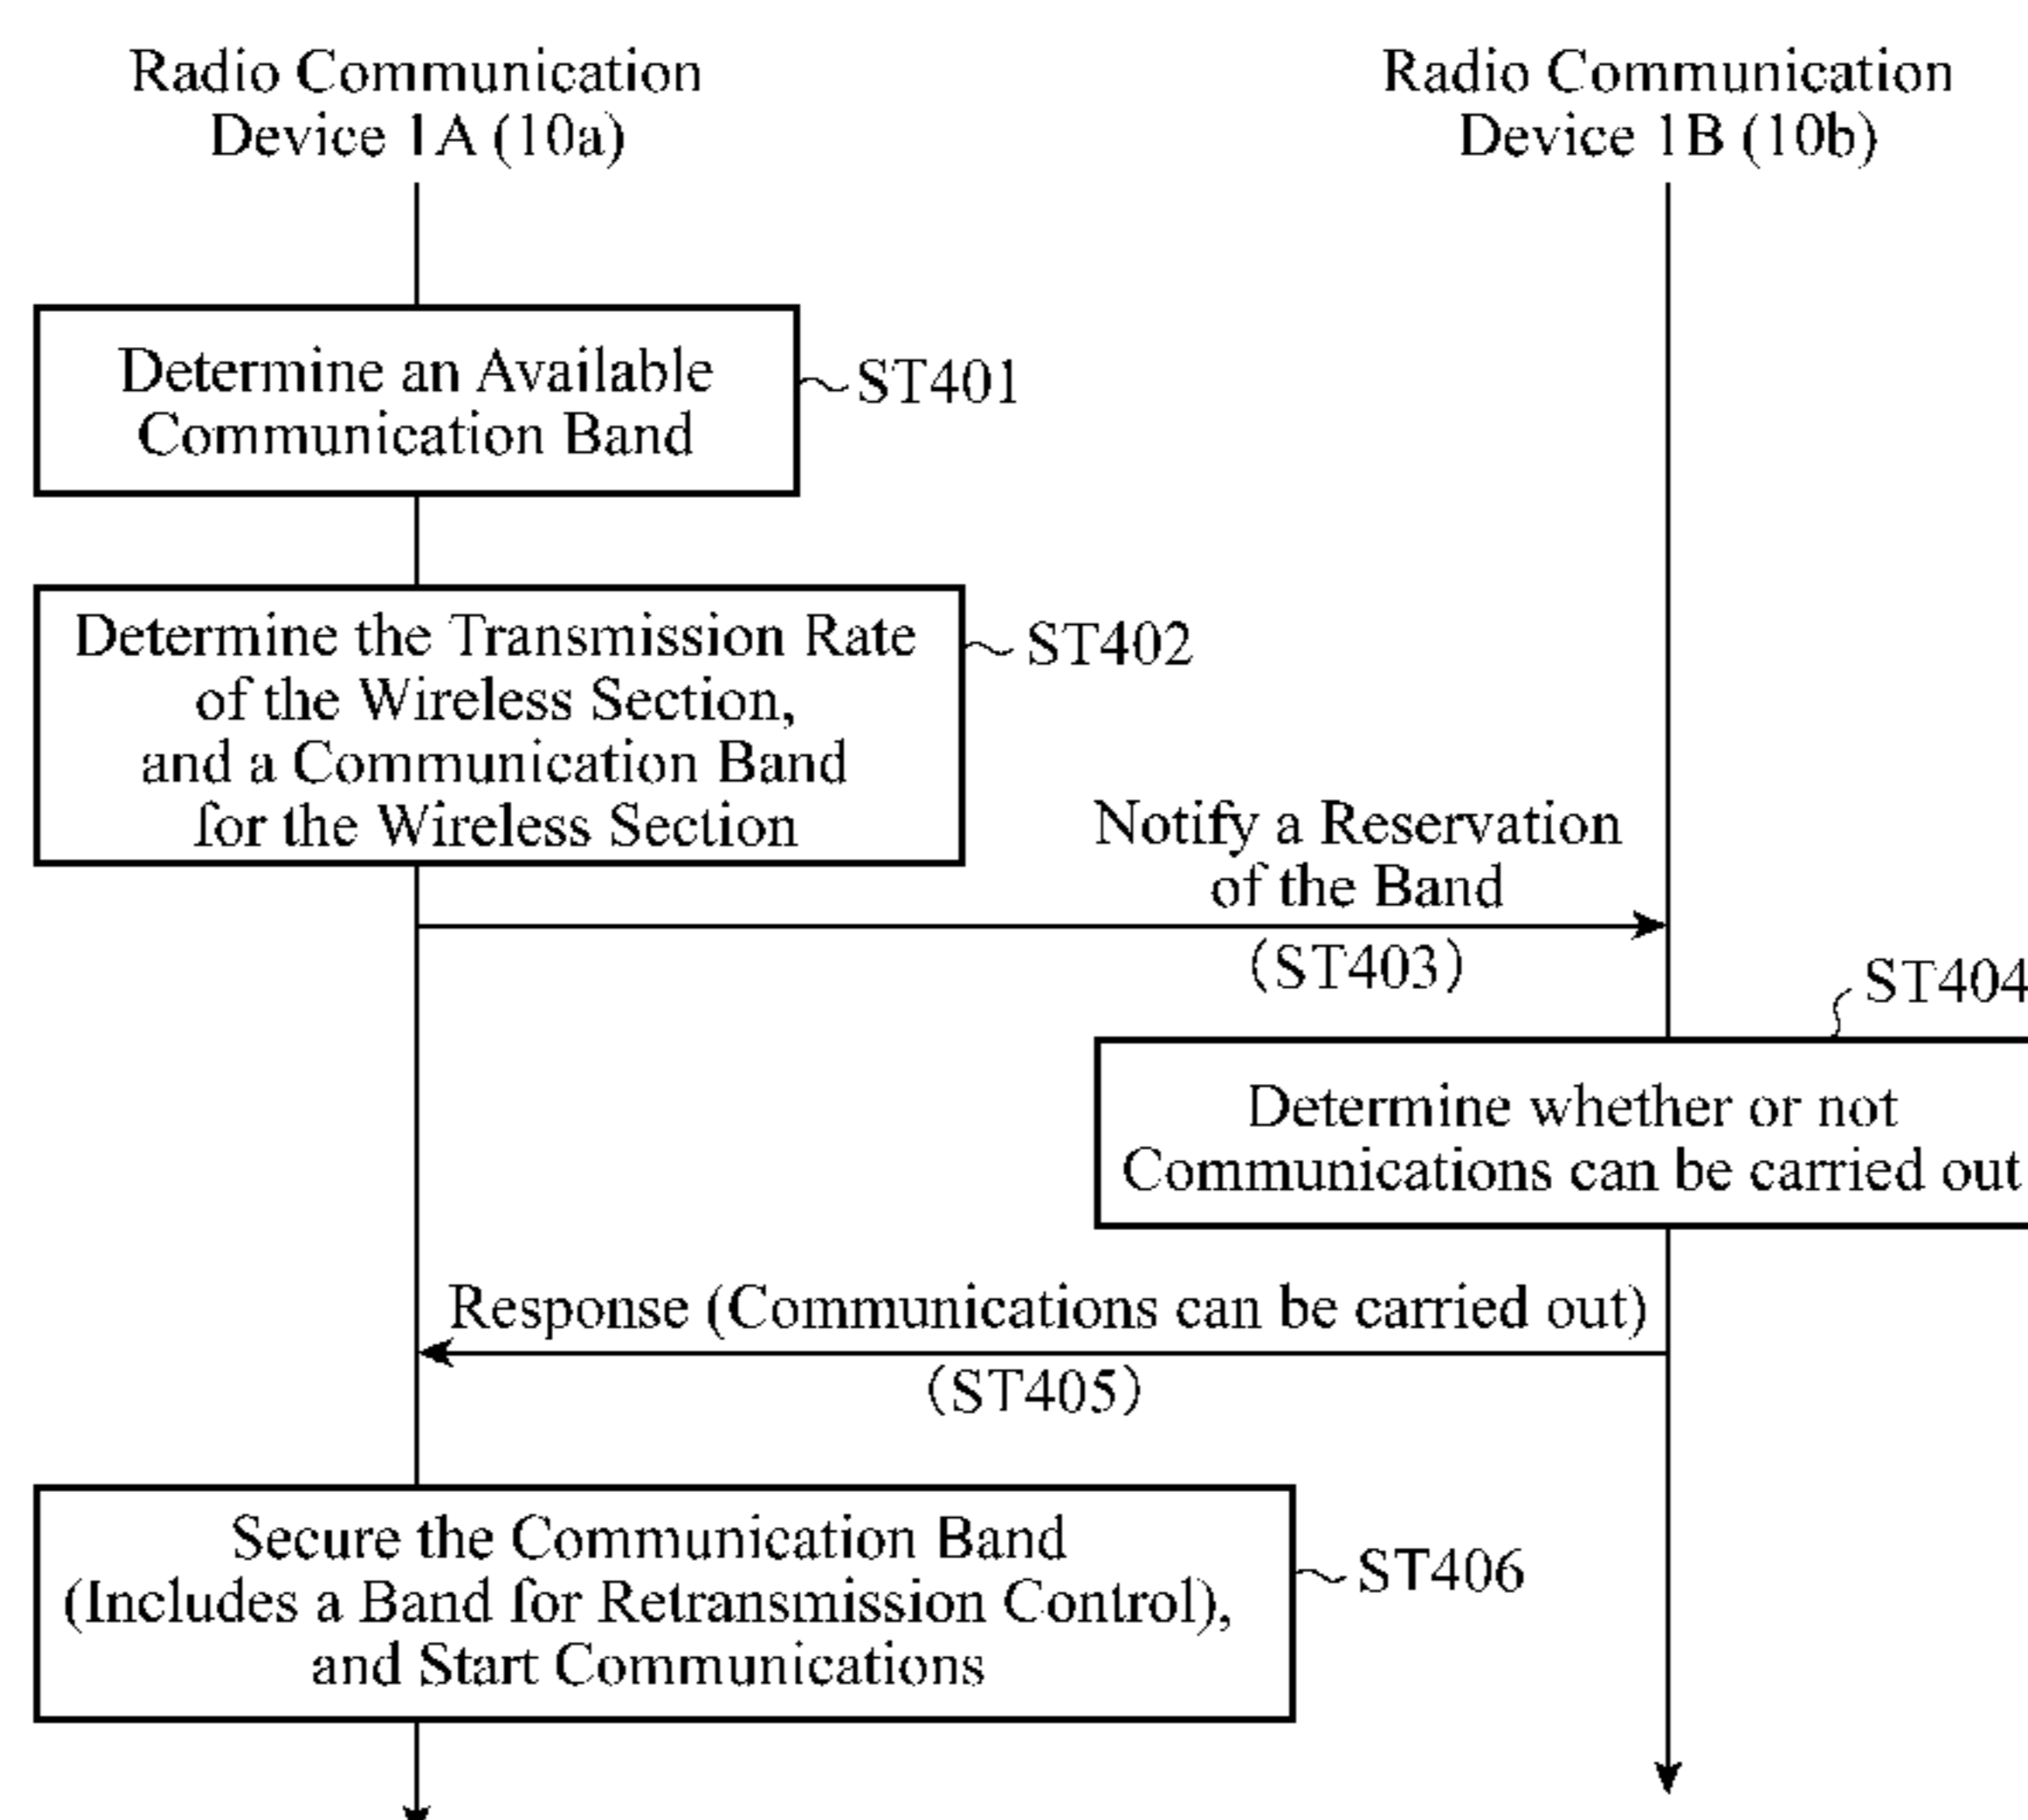 Radio Communication
Device 1A (10a)
Radio Communication
Device 1B (10b)
Determine an Available
Communication Band
ST401
Determine the Transmission Rate
of the Wireless Section,
and a Communication Band
for the Wireless Section
ST402
Notify a Reservation
of the Band
(ST403)
ST404
Determine whether or not
Communications can be carried out
Response (Communications can be carried out)
(ST405)
Secure the Communication Band
(Includes a Band for Retransmission Control),
and Start Communications
ST406